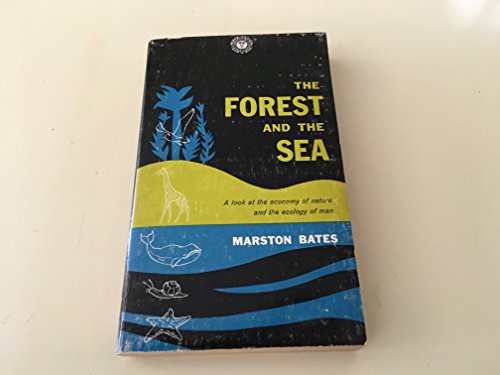 THE
FOREST
AND THE
SEA
A look at the economy of nature
and the ecology of man
MARSTON BATES